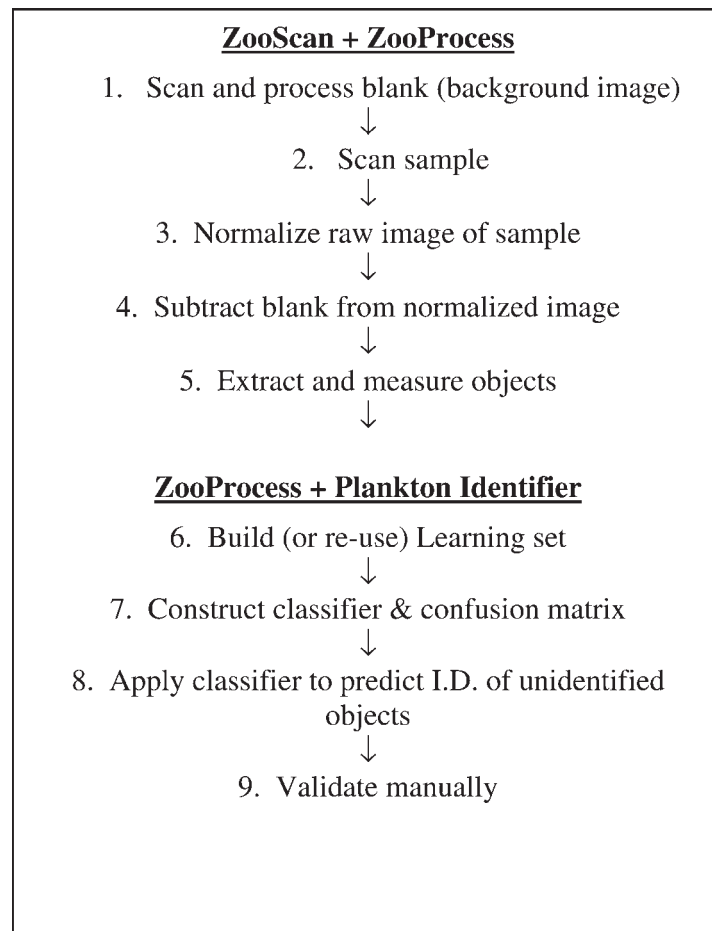 ZooScan + ZooProcess
1. Scan and process blank (background image)
↓
2. Scan sample
↓
3. Normalize raw image of sample
↓
4. Subtract blank from normalized image
↓
5. Extract and measure objects
↓
ZooProcess + Plankton Identifier
6. Build (or re-use) Learning set
↓
7. Construct classifier & confusion matrix
↓
8. Apply classifier to predict I.D. of unidentified
objects
↓
9. Validate manually